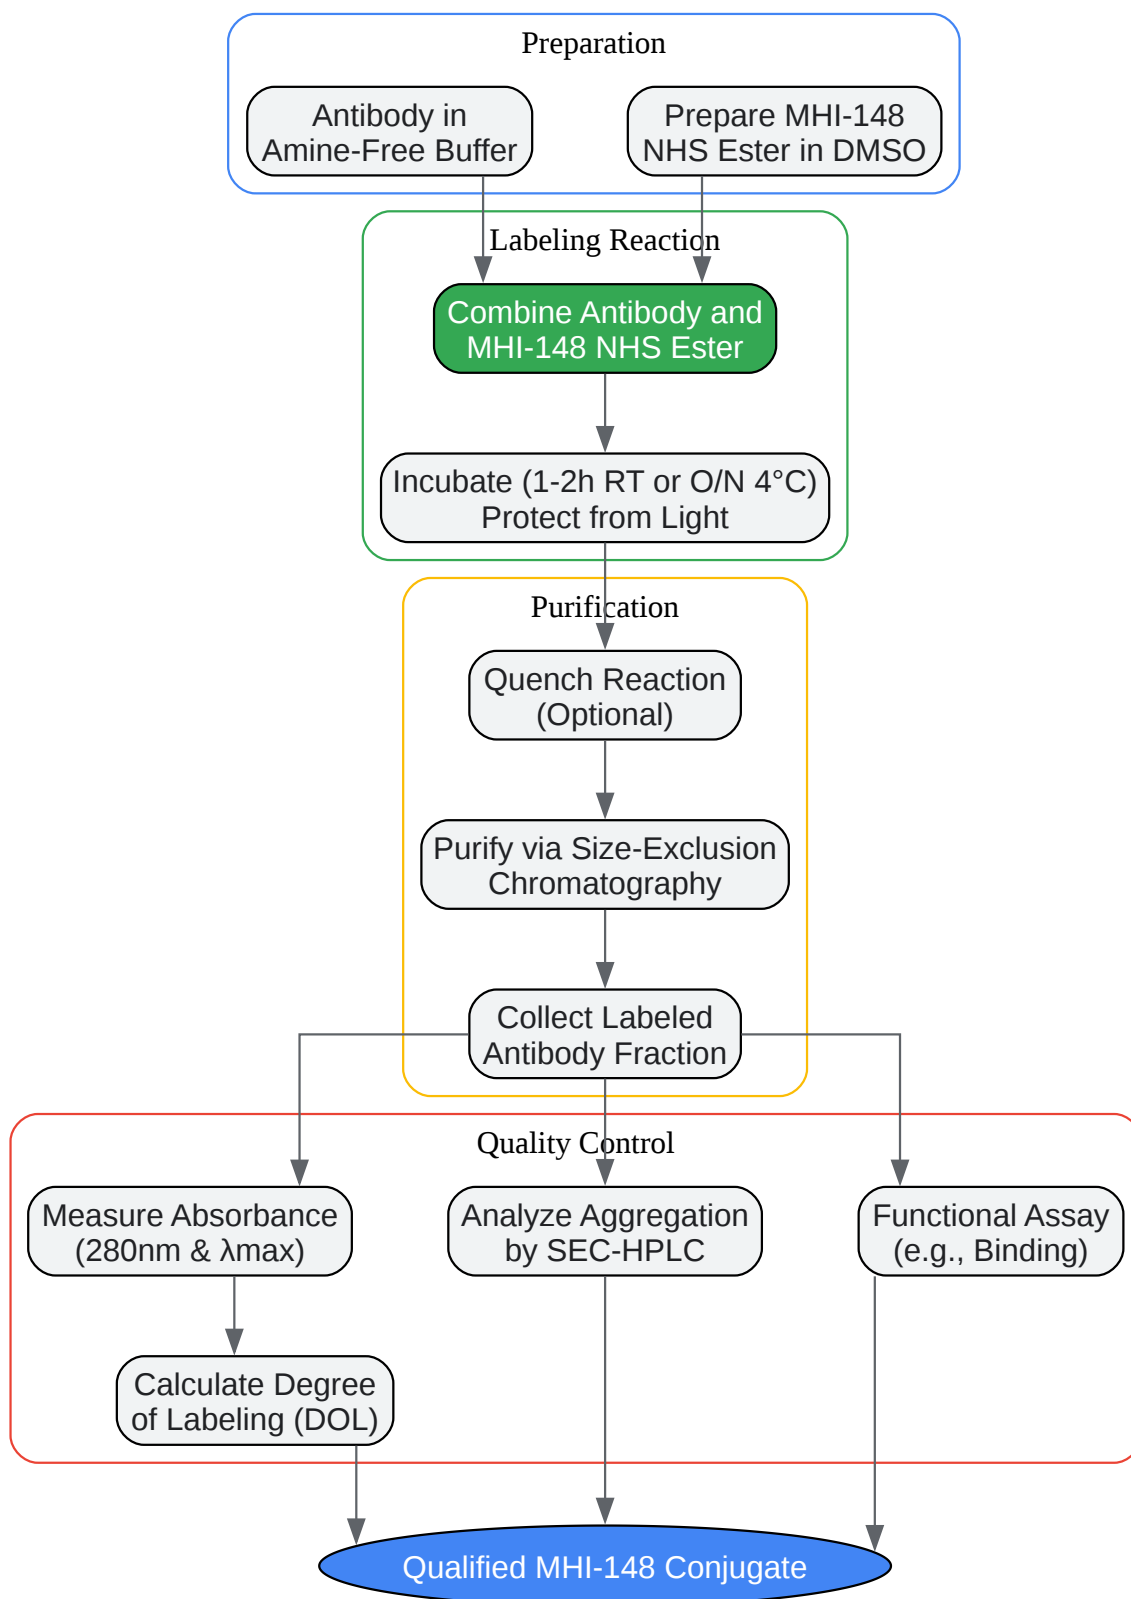 Preparation
Antibody in
Amine-Free Buffer
Prepare MHI-148
NHS Ester in DMSO
Labeling Reaction
Combine Antibody and
MHI-148 NHS Ester
Incubate (1-2h RT or O/N 4°C)
Protect from Light
Purification
Quench Reaction
(Optional)
Purify via Size-Exclusion
Chromatography
Collect Labeled
Antibody Fraction
Quality Control
Measure Absorbance
(280nm & λmax)
Analyze Aggregation
by SEC-HPLC
Functional Assay
(e.g., Binding)
Calculate Degree
of Labeling (DOL)
Qualified MHI-148 Conjugate